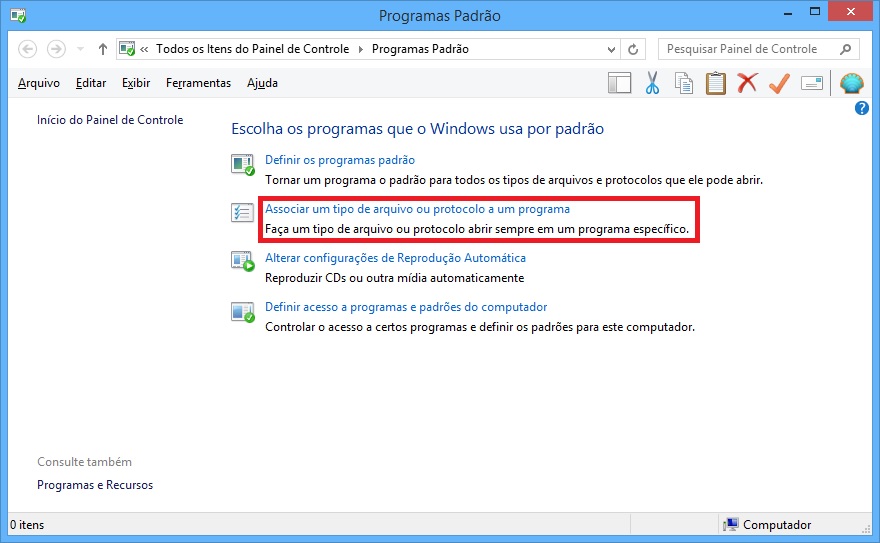 Programas Padrão
« Todos os Itens do Painel de Controle Programas Padrão Pesquisar Painel de Controle
Arquivo Editar Exibir Ferramentas Ajuda
Início do Painel de Controle
Escolha os programas que o Windows usa por padrão
Definir os programas padrão
Tornar um programa o padrão para todos os tipos de arquivos e protocolos que ele pode abrir.
Associar um tipo de arquivo ou protocolo a um programa
Faça um tipo de arquivo ou protocolo abrir sempre em um programa específico.
Alterar configurações de Reprodução Automática
Reproduzir CDs ou outra mídia automaticamente
Definir acesso a programas e padrões do computador
Controlar o acesso a certos programas e definir os padrões para este computador.
Consulte também
Programas e Recursos
0 itens Computador